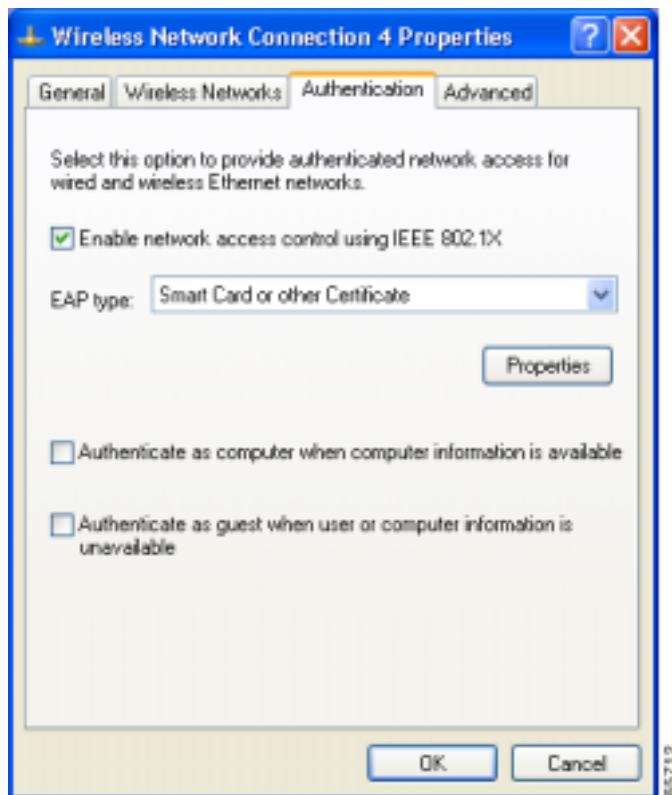 Wireless Network Connection 4 Properties
General Wireless Networks Authentication Advanced
Select this option to provide authenticated network access for
wired and wireless Ethernet networks.
Enable network access control using IEEE 802.1X
EAP type: Smart Card or other Certificate
Properties
Authenticate as computer when computer information is available
Authenticate as guest when user or computer information is
unavailable
OK Cancel